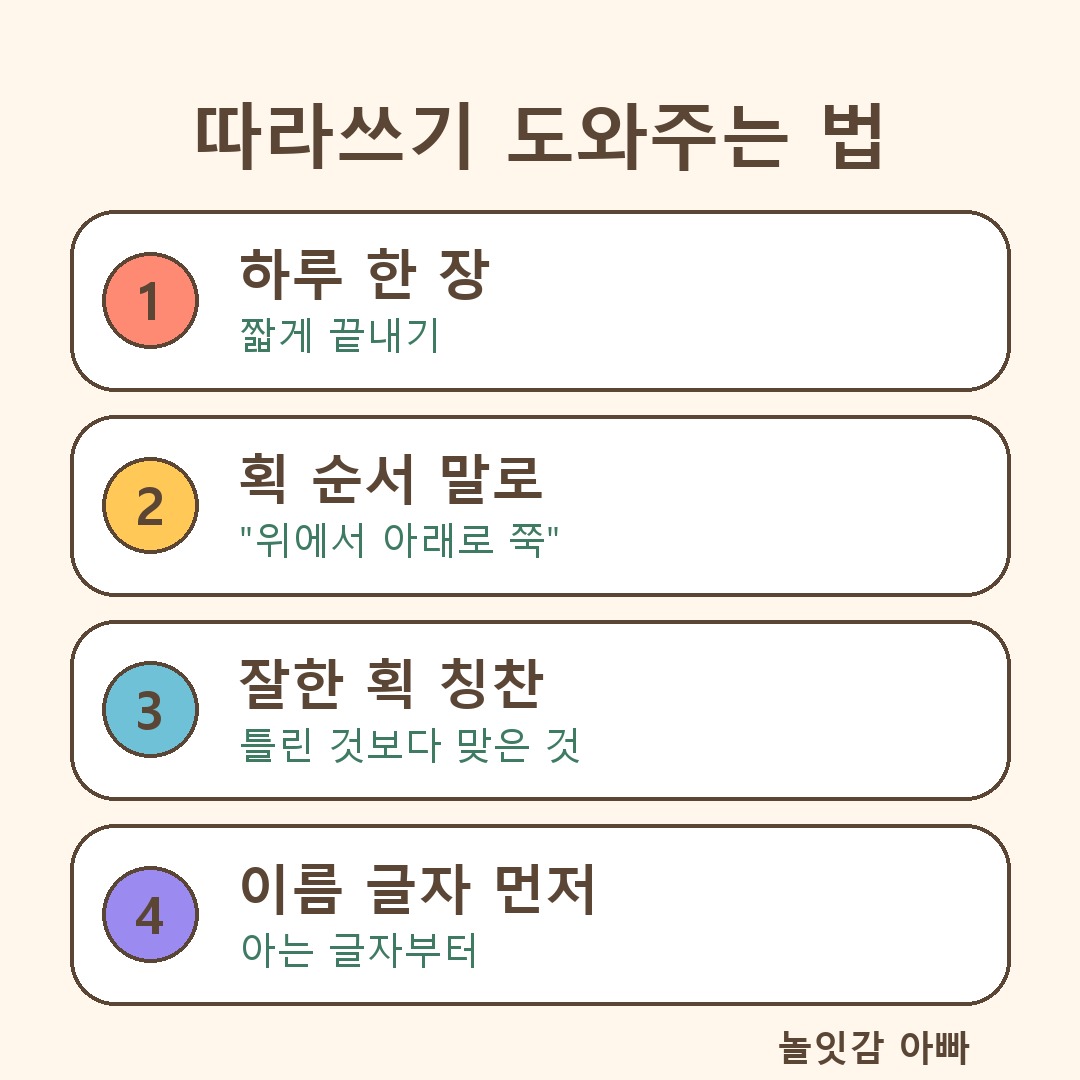 따라쓰기 도와주는 법
1
하루 한 장
짧게 끝내기
2
획 순서 말로
"위에서 아래로 쭉"
3
잘한 획 칭찬
틀린 것보다 맞은 것
4
이름 글자 먼저
아는 글자부터
놀잇감 아빠